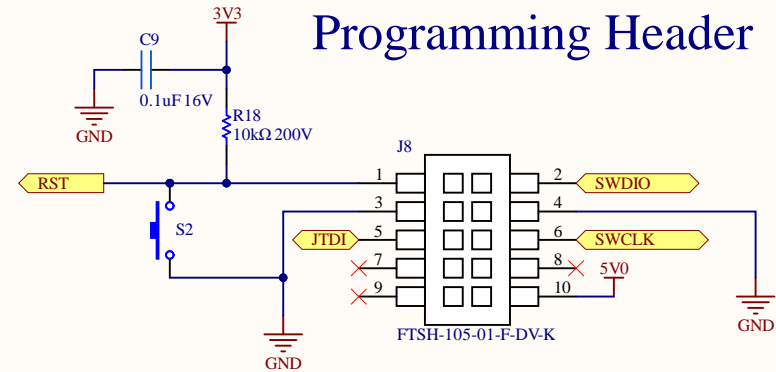 Programming Header
3V3
C9
0.1uF 16V
GND
R18
10kΩ 200V
J8
RST
1
2
SWDIO
3
4
S2
JTDI
5
6
SWCLK
7
8
5V0
9
10
FTSH-105-01-F-DV-K
GND
GND